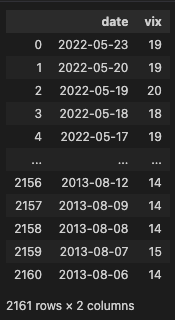 date vix
0 2022-05-23 19
1 2022-05-20 19
2 2022-05-19 20
3 2022-05-18 18
4 2022-05-17 19
... ... ...
2156 2013-08-12 14
2157 2013-08-09 14
2158 2013-08-08 14
2159 2013-08-07 15
2160 2013-08-06 14
2161 rows × 2 columns